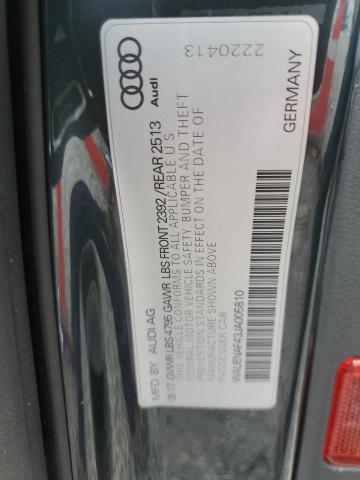 2220413
Audi
MFD. BY AUDI AG
06·17 GVWR LBS 4795 GAWR LBS FRONT 2392/REAR 2513
THIS VEHICLE CONFORMS TO ALL APPLICABLE U.S.
FEDERAL MOTOR VEHICLE SAFETY, BUMPER AND THEFT
PREVENTION STANDARDS IN EFFECT ON THE DATE OF
MANUFACTURE SHOWN ABOVE
PASSENGER CAR
WAUENAF43JA005810
GERMANY